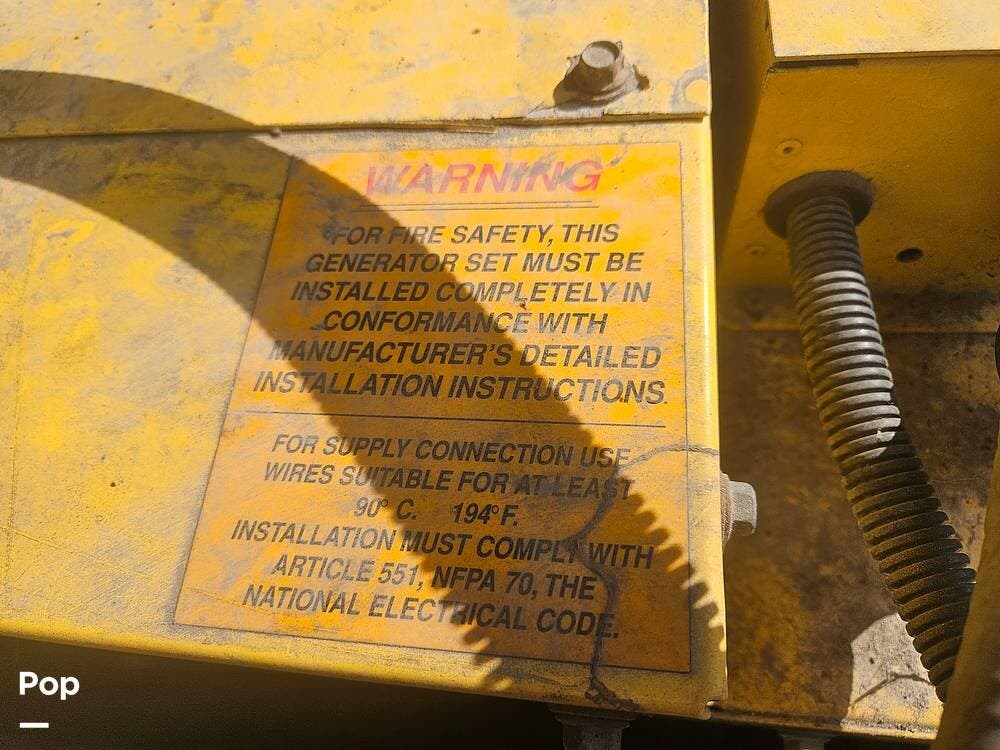 WARNING
FOR FIRE SAFETY, THIS
GENERATOR SET MUST BE
INSTALLED COMPLETELY IN
CONFORMANCE WITH
MANUFACTURER'S DETAILED
INSTALLATION INSTRUCTIONS.
FOR SUPPLY CONNECTION USE
WIRES SUITABLE FOR AT LEAST
90° C. 194° F.
INSTALLATION MUST COMPLY WITH
ARTICLE 551, NFPA 70, THE
NATIONAL ELECTRICAL CODE.
Pop